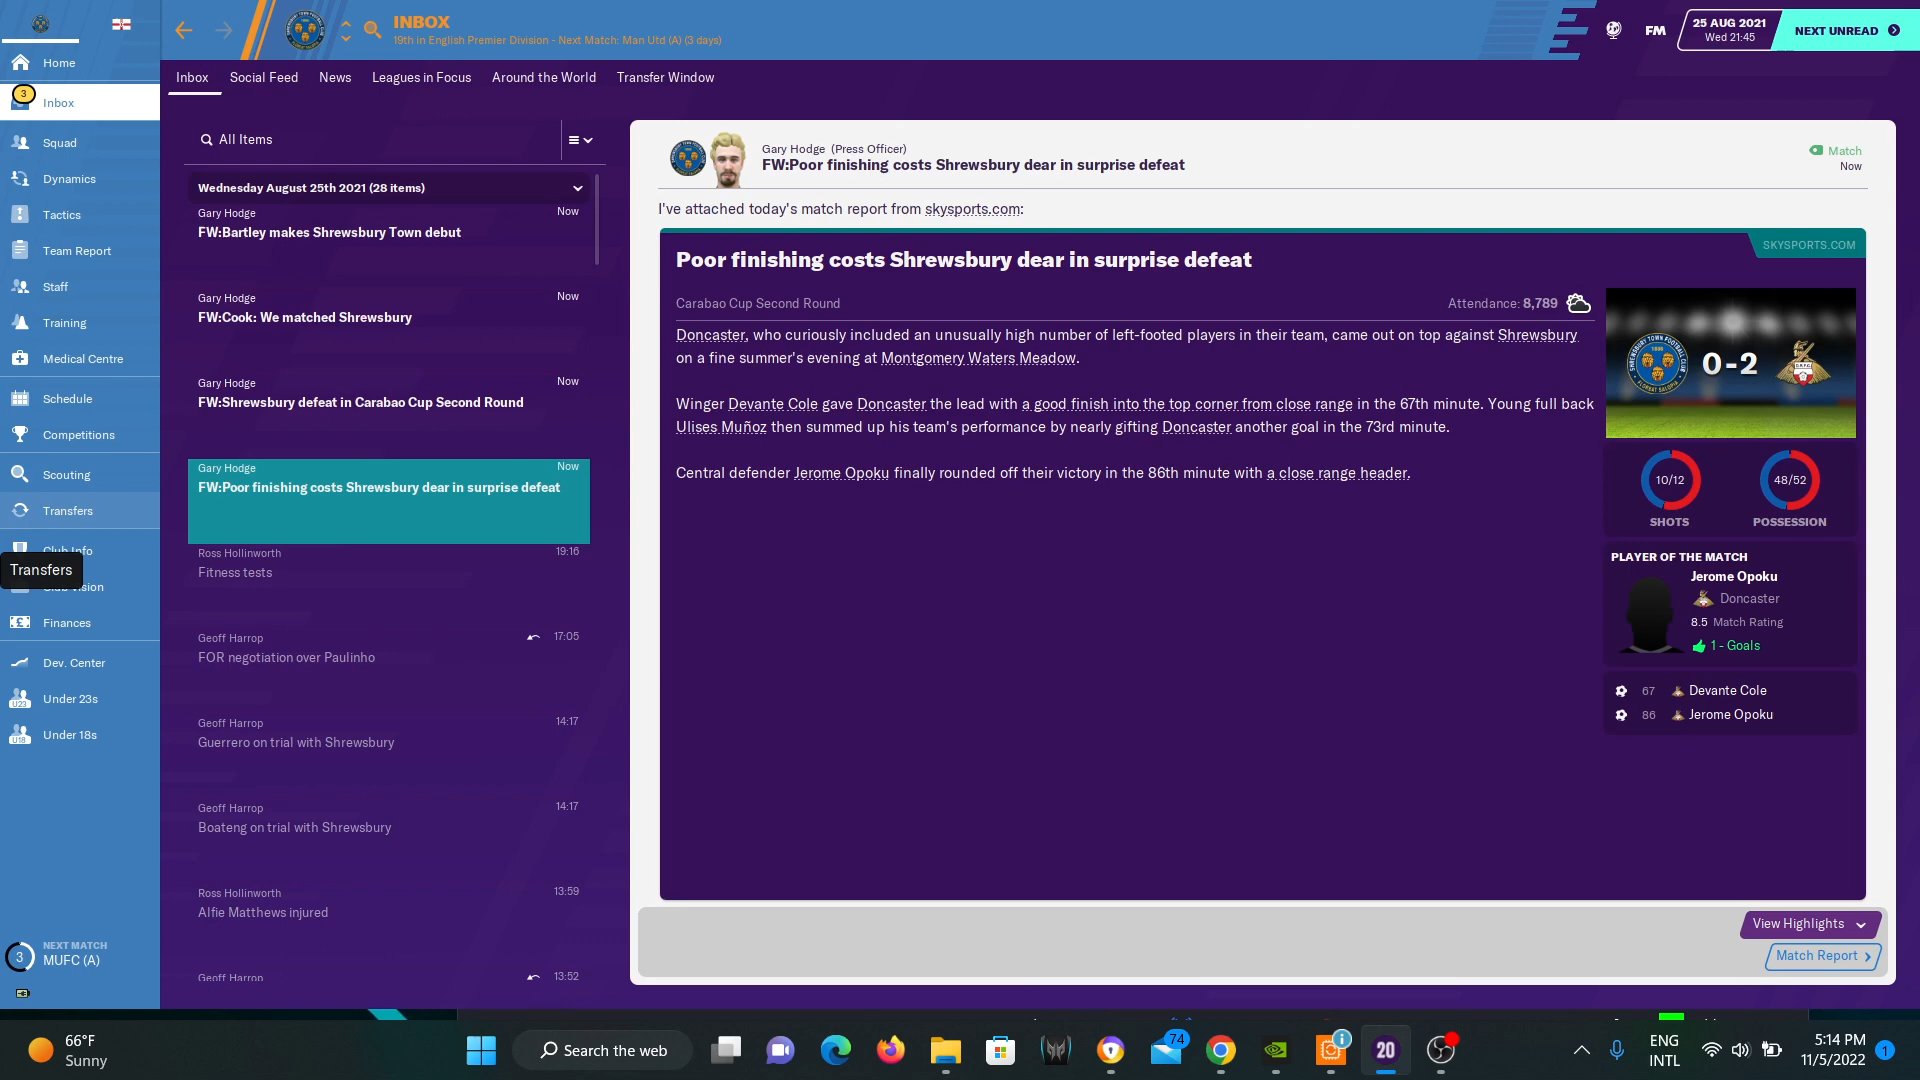 INBOX
19th in English Premier Division - Next Match: Man Utd (A) (3 days)
FM
25 AUG 2021
Wed 21:45
NEXT UNREAD
Home
3
Inbox
Squad
Dynamics
Tactics
Team Report
Staff
Training
Medical Centre
Schedule
Competitions
Scouting
Transfers
Club Info
Transfers
Club Vision
Finances
Dev. Center
U23
Under 23s
U18
Under 18s
3
NEXT MATCH
MUFC (A)
Inbox Social Feed News Leagues in Focus Around the World Transfer Window
All Items
Wednesday August 25th 2021 (28 items)
Gary Hodge Now
FW:Bartley makes Shrewsbury Town debut
Gary Hodge Now
FW:Cook: We matched Shrewsbury
Gary Hodge Now
FW:Shrewsbury defeat in Carabao Cup Second Round
Gary Hodge Now
FW:Poor finishing costs Shrewsbury dear in surprise defeat
Ross Hollinworth 19:16
Fitness tests
Geoff Harrop 17:05
FOR negotiation over Paulinho
Geoff Harrop 14:17
Guerrero on trial with Shrewsbury
Geoff Harrop 14:17
Boateng on trial with Shrewsbury
Ross Hollinworth 13:59
Alfie Matthews injured
Geoff Harrop 13:52
Gary Hodge (Press Officer)
FW:Poor finishing costs Shrewsbury dear in surprise defeat
Match
Now
I've attached today's match report from skysports.com:
SKYSPORTS.COM
Poor finishing costs Shrewsbury dear in surprise defeat
Carabao Cup Second Round Attendance: 8,789
Doncaster, who curiously included an unusually high number of left-footed players in their team, came out on top against Shrewsbury
on a fine summer's evening at Montgomery Waters Meadow.
Winger Devante Cole gave Doncaster the lead with a good finish into the top corner from close range in the 67th minute. Young full back
Ulises Muñoz then summed up his team's performance by nearly gifting Doncaster another goal in the 73rd minute.
Central defender Jerome Opoku finally rounded off their victory in the 86th minute with a close range header.
SHREWSBURY TOWN FOOTBALL CLUB
FLOREAT SALOPIA
0-2
10/12 48/52
SHOTS POSSESSION
PLAYER OF THE MATCH
Jerome Opoku
Doncaster
8.5 Match Rating
1 - Goals
67 Devante Cole
86 Jerome Opoku
View Highlights
Match Report
66°F
Sunny
Search the web
74
20
ENG
INTL
5:14 PM
11/5/2022
1